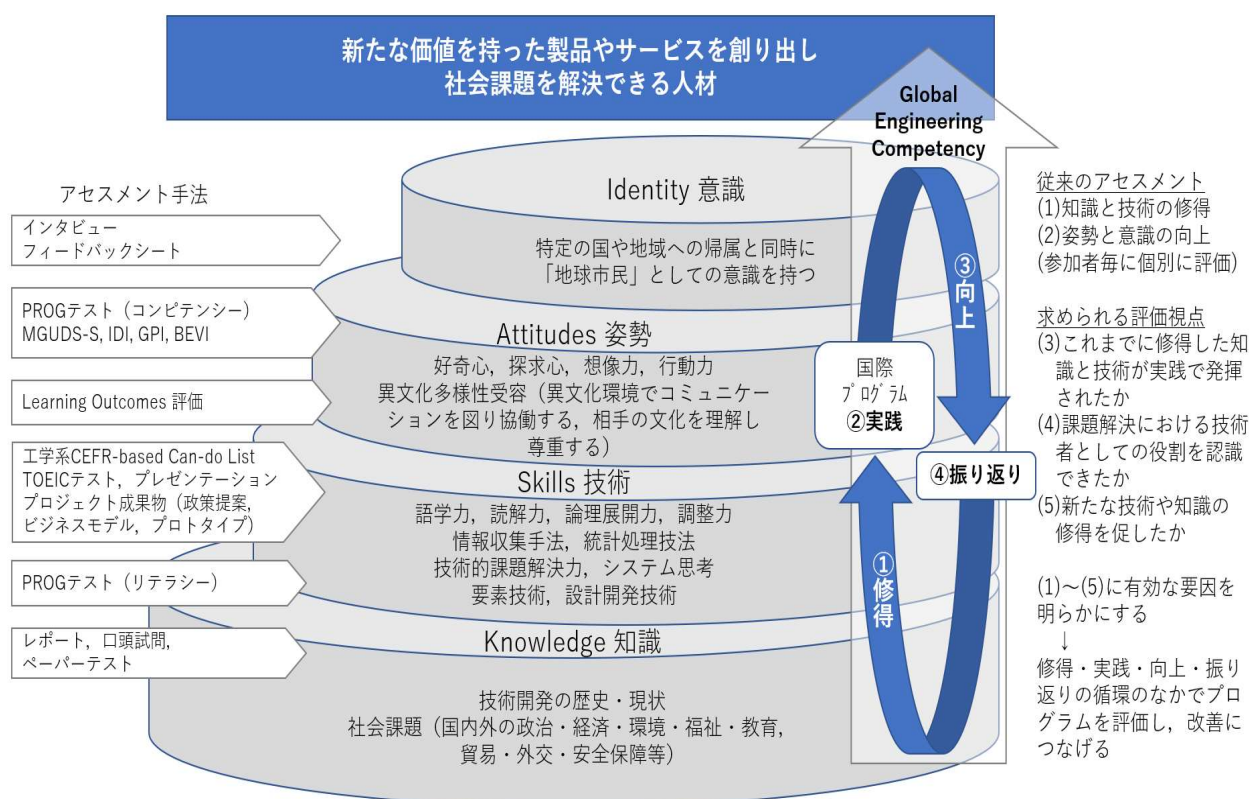 新たな価値を持った製品やサービスを創り出し
社会課題を解決できる人材
Global
Engineering
Competency
アセスメント手法
インタビュー
フィードバックシート
PROGテスト（コンピテンシー）
MGUDS-S, IDI, GPI, BEVI
Learning Outcomes 評価
工学系CEFR-based Can-do List
TOEICテスト，プレゼンテーション
プロジェクト成果物（政策提案，
ビジネスモデル，プロトタイプ）
PROGテスト（リテラシー）
レポート，口頭試問，
ペーパーテスト
Identity 意識
特定の国や地域への帰属と同時に
「地球市民」としての意識を持つ
Attitudes 姿勢
好奇心，探求心，想像力，行動力
異文化多様性受容（異文化環境でコミュニケー
ションを図り協働する，相手の文化を理解し
尊重する）
Skills 技術
語学力，読解力，論理展開力，調整力
情報収集手法，統計処理技法
技術的課題解決力，システム思考
要素技術，設計開発技術
Knowledge 知識
技術開発の歴史・現状
社会課題（国内外の政治・経済・環境・福祉・教育，
貿易・外交・安全保障等）
③向上
国際
プログラム
②実践
④振り返り
①修得
従来のアセスメント
(1)知識と技術の修得
(2)姿勢と意識の向上
(参加者毎に個別に評価)
求められる評価視点
(3)これまでに修得した知
識と技術が実践で発揮
されたか
(4)課題解決における技術
者としての役割を認識
できたか
(5)新たな技術や知識の
修得を促したか
(1)～(5)に有効な要因を
明らかにする
↓
修得・実践・向上・振り
返りの循環のなかでプロ
グラムを評価し，改善に
つなげる